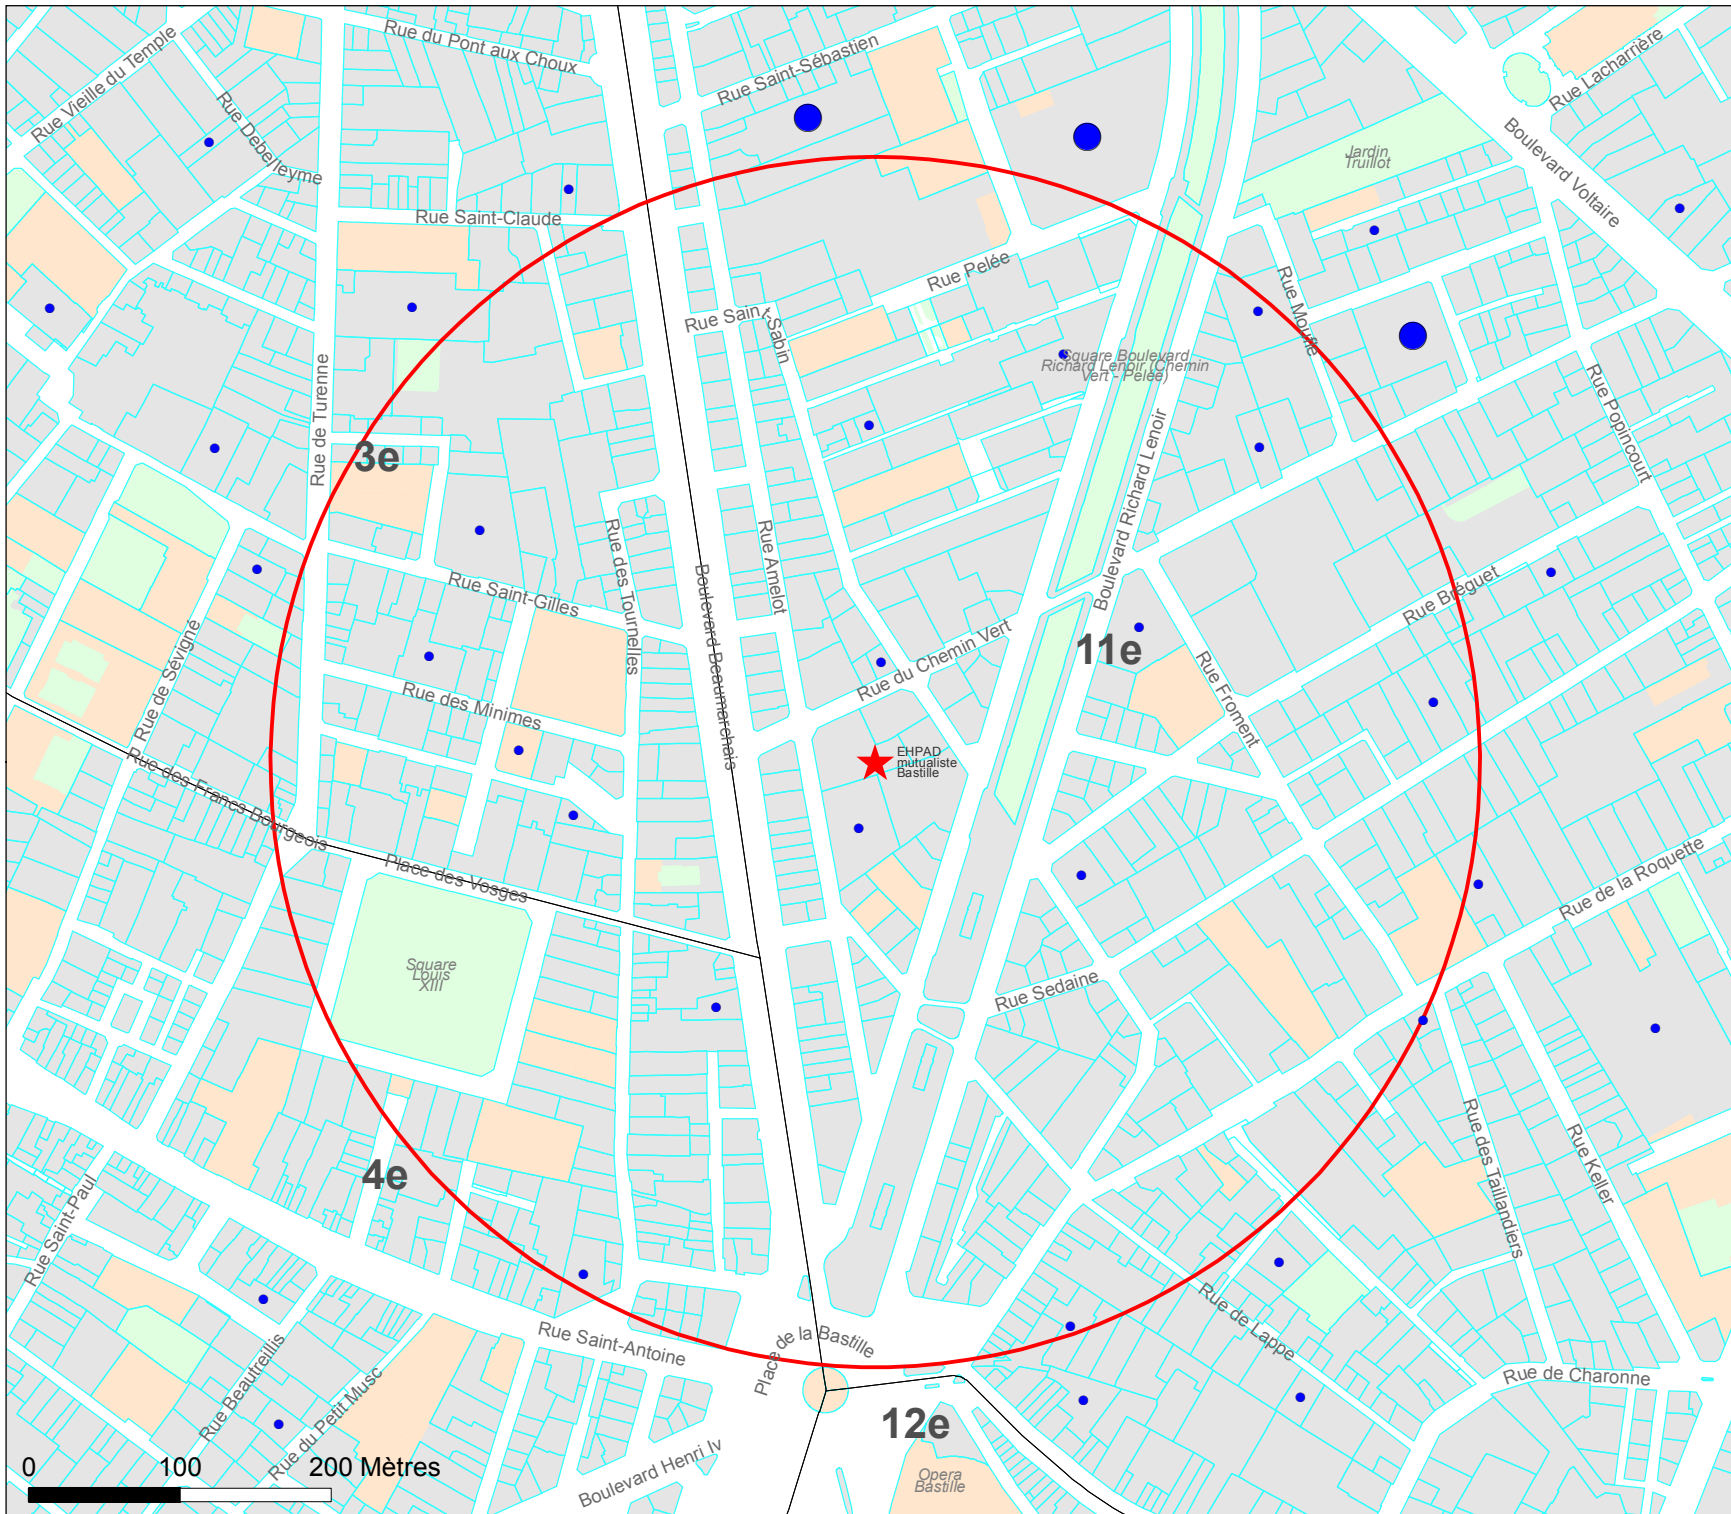 Rue du Pont aux Choux
Rue Vieille du Temple
Rue Debelleyme
Rue Saint-Sébastien
Rue Lacharrière
Boulevard Voltaire
Jardin
Truillot
Rue Saint-Claude
Rue Pelée
Rue Moufle
Rue Saint-Sabin
Square Boulevard
Richard Lenoir (Chemin
Vert - Pelée)
Rue Popincourt
Rue de Turenne
3e
Boulevard Richard Lenoir
Rue des Tournelles
Rue Amelot
Boulevard Beaumarchais
Rue Saint-Gilles
Rue Bréguet
Rue du Chemin Vert
11e
Rue Froment
Rue de Sévigné
Rue des Minimes
EHPAD
mutualiste
Bastille
Rue des Francs Bourgeois
Place des Vosges
Rue de la Roquette
Square
Louis
XIII
Rue Sedaine
4e
Rue Saint-Paul
Rue des Taillandiers
Rue Keller
Rue de Lappe
Rue Saint-Antoine
Place de la Bastille
Rue de Charonne
Rue Beautreillis
Rue du Petit Musc
12e
Boulevard Henri Iv
Opera
Bastille
0 100 200 Mètres